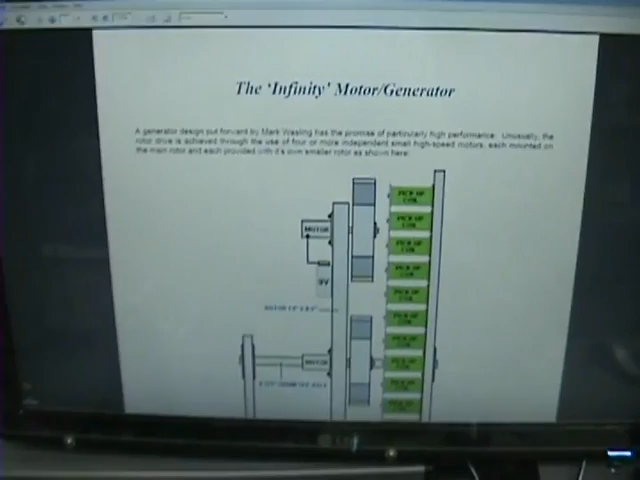 The 'Infinity' Motor/Generator
A generator design put forward by Mark Wesling has the promise of particularly high performance. Unusually, the
rotor drive is achieved through the use of four or more independent small high-speed motors, each mounted on
the main rotor and each provided with it's own smaller rotor as shown here:
PICK-UP
COIL
PICK-UP
COIL
MOTOR
PICK-UP
COIL
PICK-UP
COIL
9V
PICK-UP
COIL
PICK-UP
COIL
PICK-UP
COIL
MOTOR
PICK-UP
COIL
PICK-UP
COIL
PICK-UP
COIL
LG